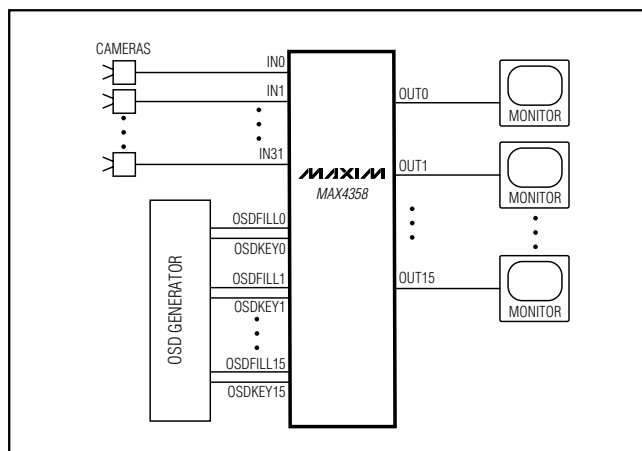 CAMERAS
IN0
IN1
IN31
MAXIM
MAX4358
OUT0
OUT1
OUT15
MONITOR
MONITOR
MONITOR
OSD GENERATOR
OSDFILL0
OSDKEY0
OSDFILL1
OSDKEY1
OSDFILL15
OSDKEY15